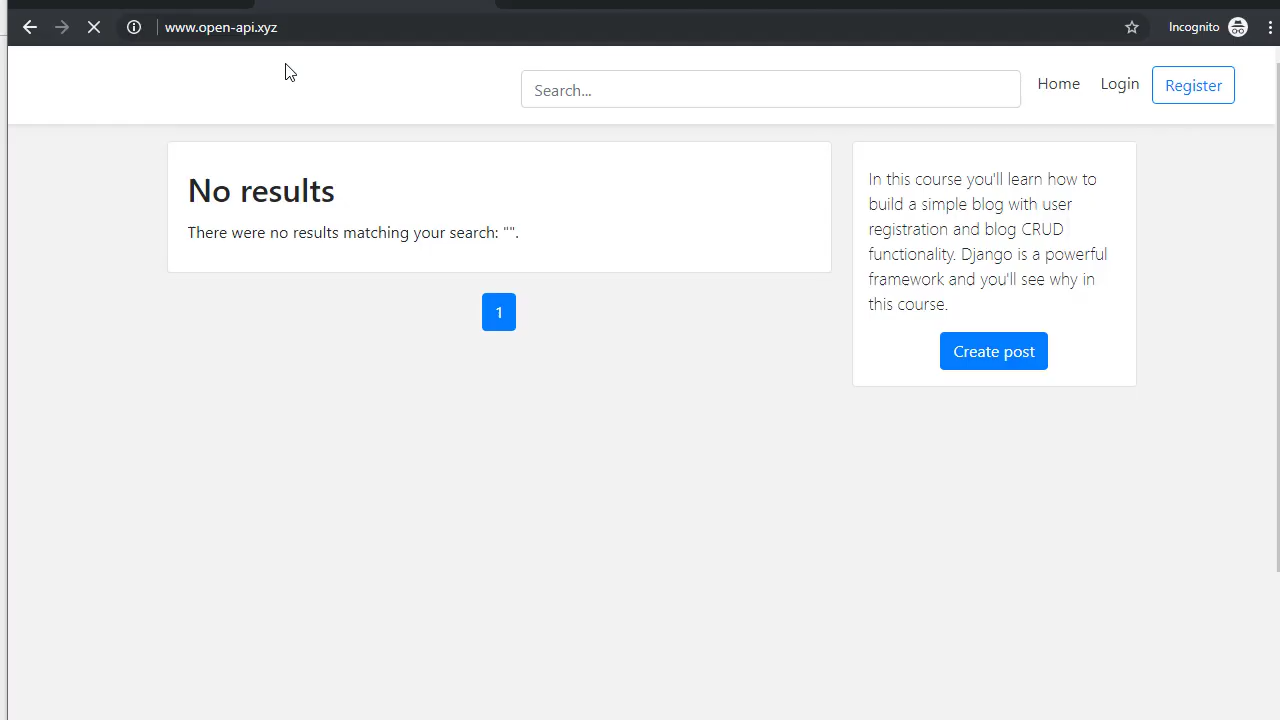 www.open-api.xyz
Incognito
Search...
Home
Login
Register
No results
There were no results matching your search: "".
1
In this course you'll learn how to
build a simple blog with user
registration and blog CRUD
functionality. Django is a powerful
framework and you'll see why in
this course.
Create post